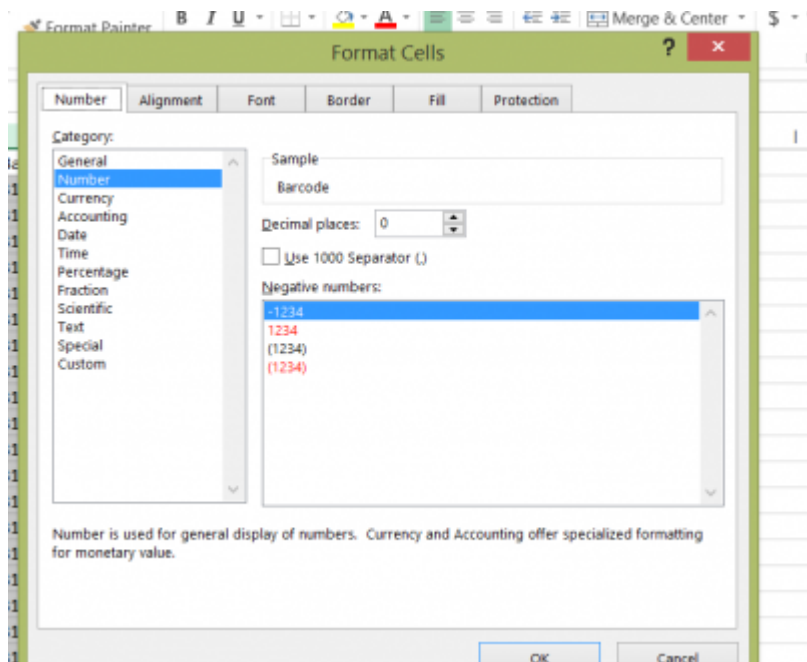 Format Painter B I U A Merge & Center $
Format Cells ?
Number Alignment Font Border Fill Protection
Category:
General
Number
Currency
Accounting
Date
Time
Percentage
Fraction
Scientific
Text
Special
Custom
Sample
Barcode
Decimal places: 0
Use 1000 Separator (,)
Negative numbers:
-1234
1234
(1234)
(1234)
Number is used for general display of numbers. Currency and Accounting offer specialized formatting
for monetary value.
OK Cancel
I